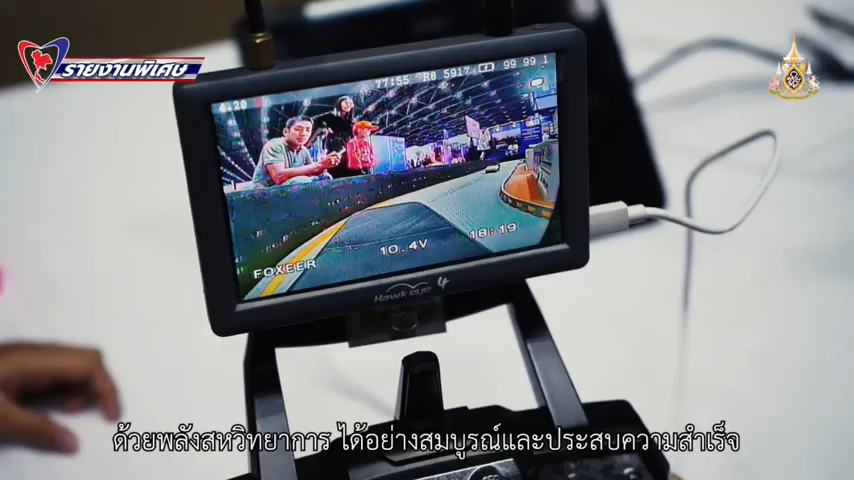 รายงานพิเศษ
4.20
77:55 R8 5917 99 99 1
FOXEER
10.4V
18:19
Hawkeye 4
ด้วยพลังสหวิทยาการ ได้อย่างสมบูรณ์และประสบความสำเร็จ